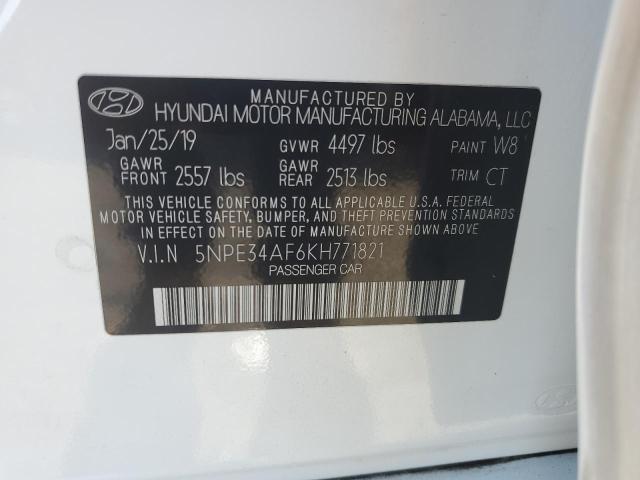 MANUFACTURED BY
HYUNDAI MOTOR MANUFACTURING ALABAMA, LLC
Jan/25/19 GVWR 4497 lbs PAINT W8
GAWR FRONT 2557 lbs GAWR REAR 2513 lbs TRIM CT
THIS VEHICLE CONFORMS TO ALL APPLICABLE U.S.A. FEDERAL
MOTOR VEHICLE SAFETY, BUMPER, AND THEFT PREVENTION STANDARDS
IN EFFECT ON THE DATE OF MANUFACTURE SHOWN ABOVE.
V.I.N 5NPE34AF6KH771821
PASSENGER CAR